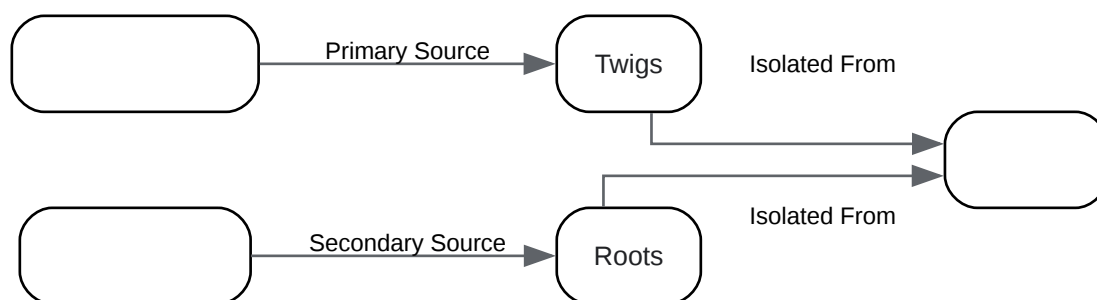 Primary Source
Twigs
Isolated From
Secondary Source
Roots
Isolated From